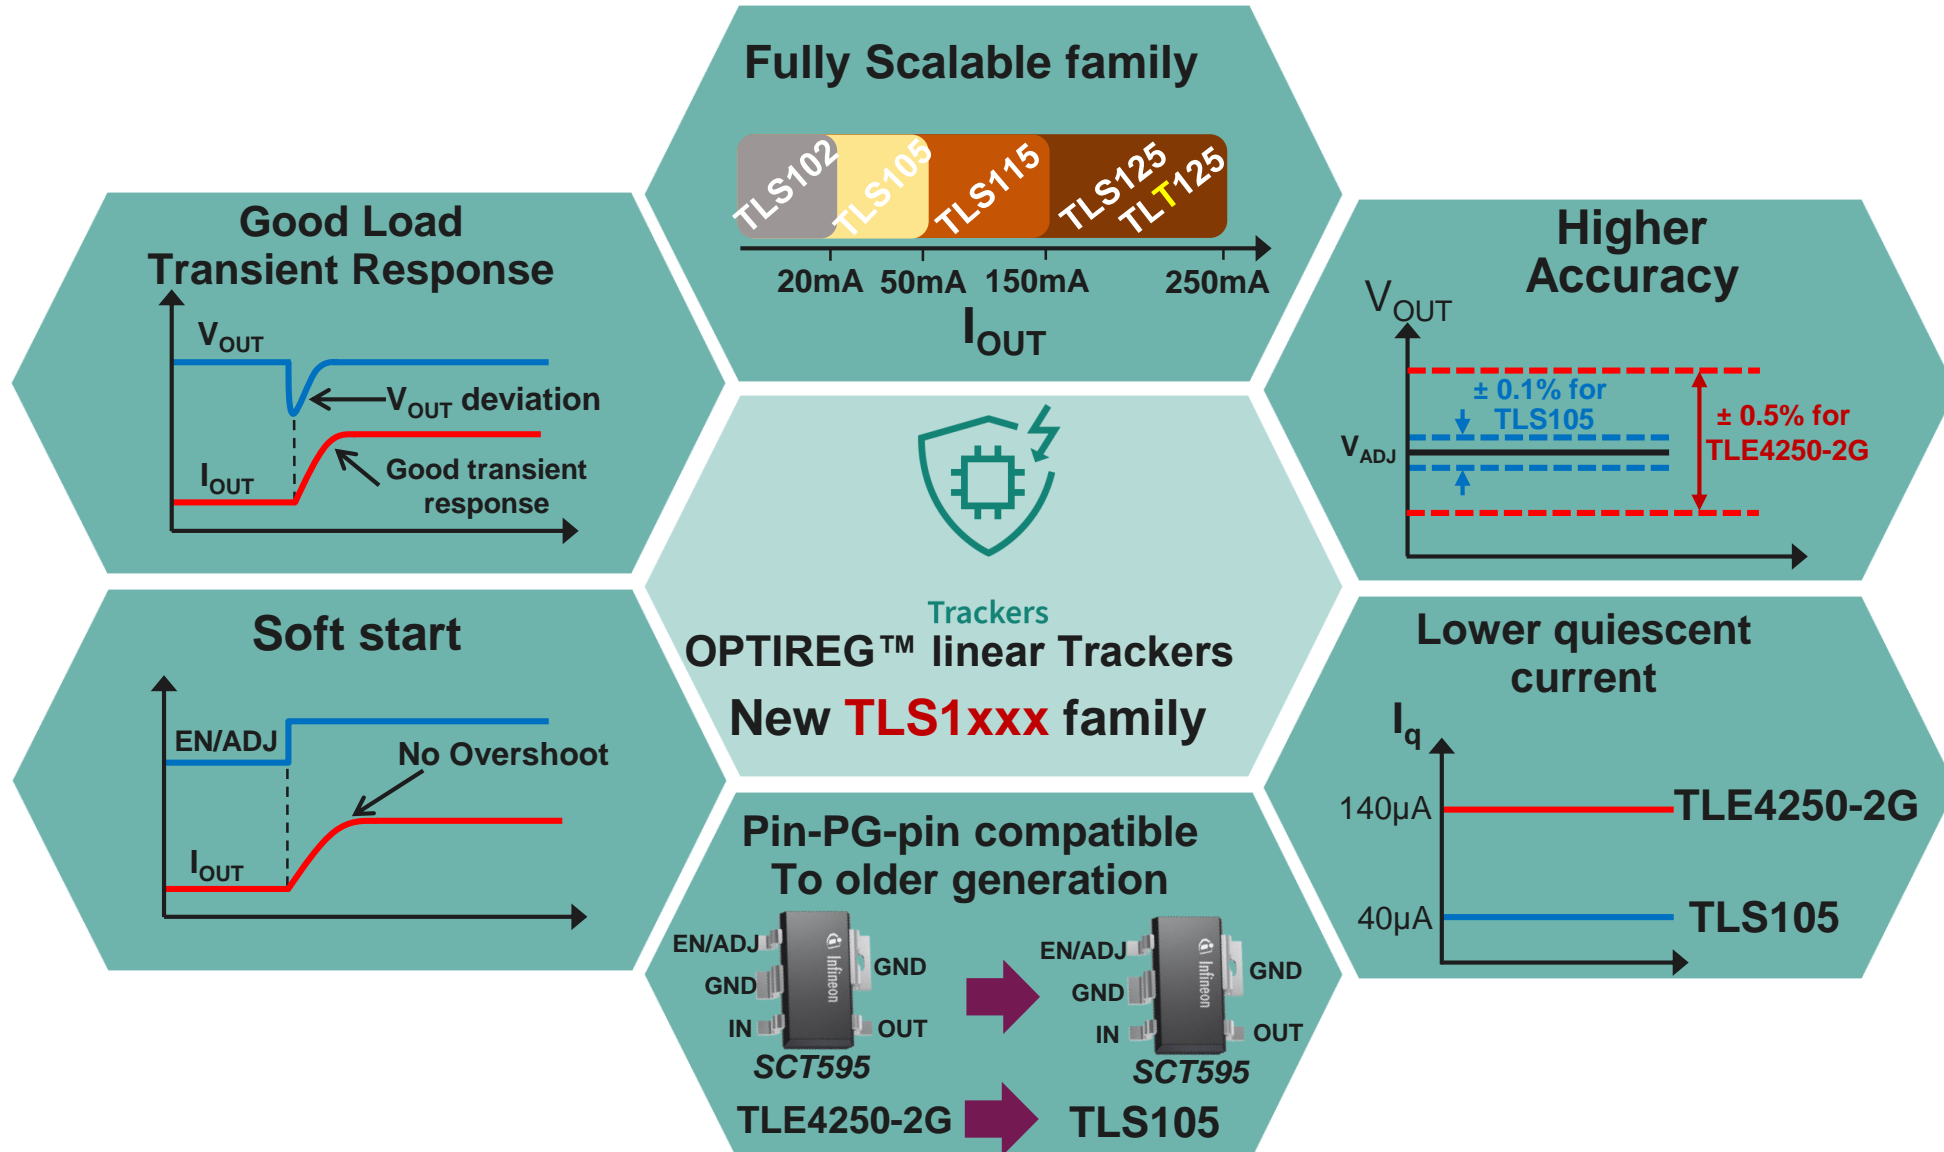 Fully Scalable family
TLS102
TLS105
TLS115
TLS125
TLT125
20mA 50mA 150mA 250mA
IOUT
Good Load
Transient Response
VOUT
VOUT deviation
IOUT
Good transient
response
Higher
Accuracy
VOUT
± 0.1% for
TLS105
± 0.5% for
TLE4250-2G
VADJ
Trackers
OPTIREG™ linear Trackers
New TLS1xxx family
Soft start
EN/ADJ
No Overshoot
IOUT
Lower quiescent
current
Iq
140µA
TLE4250-2G
40µA
TLS105
Pin-PG-pin compatible
To older generation
EN/ADJ
GND
IN
Infineon
GND
OUT
SCT595
EN/ADJ
GND
IN
Infineon
GND
OUT
SCT595
TLE4250-2G
TLS105